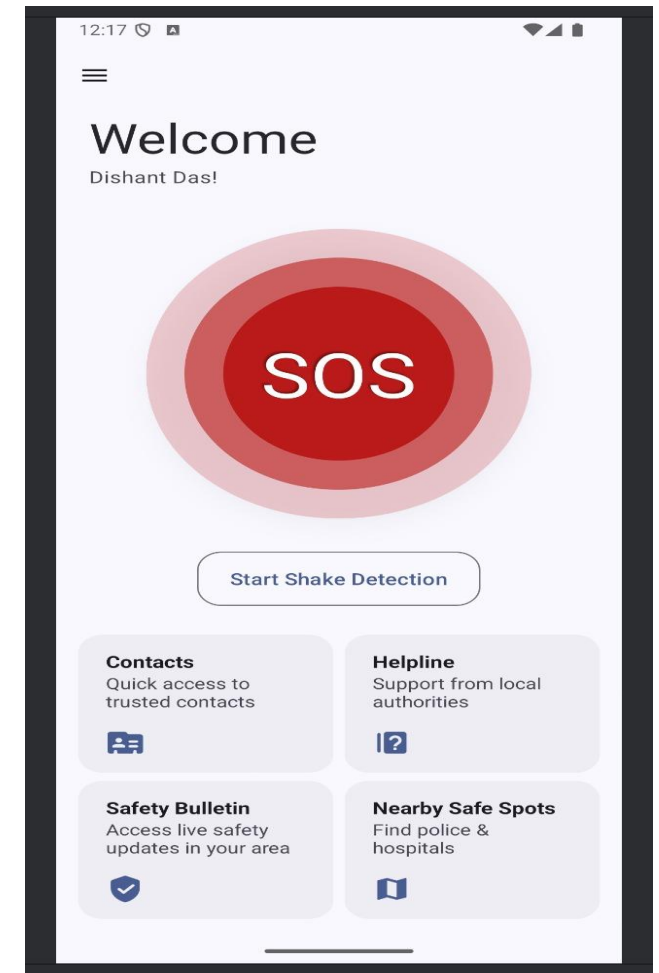 12:17
Welcome
Dishant Das!
SOS
Start Shake Detection
Contacts
Quick access to
trusted contacts
Helpline
Support from local
authorities
Safety Bulletin
Access live safety
updates in your area
Nearby Safe Spots
Find police &
hospitals